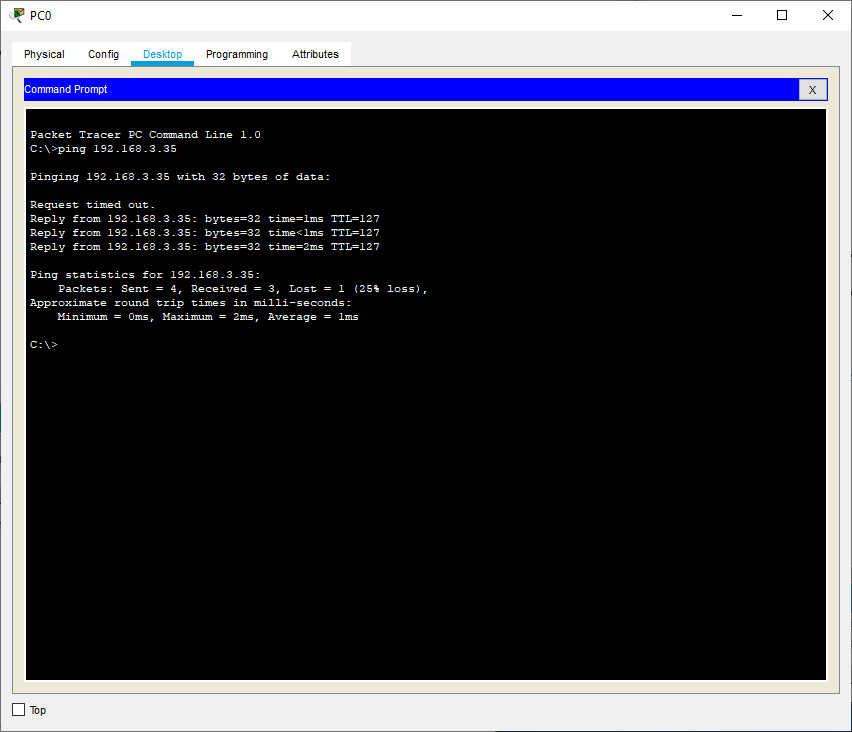 PC0
Physical Config Desktop Programming Attributes
Command Prompt X
Packet Tracer PC Command Line 1.0
C:\>ping 192.168.3.35
Pinging 192.168.3.35 with 32 bytes of data:
Request timed out.
Reply from 192.168.3.35: bytes=32 time=1ms TTL=127
Reply from 192.168.3.35: bytes=32 time<1ms TTL=127
Reply from 192.168.3.35: bytes=32 time=2ms TTL=127
Ping statistics for 192.168.3.35:
    Packets: Sent = 4, Received = 3, Lost = 1 (25% loss),
Approximate round trip times in milli-seconds:
    Minimum = 0ms, Maximum = 2ms, Average = 1ms
C:\>
Top